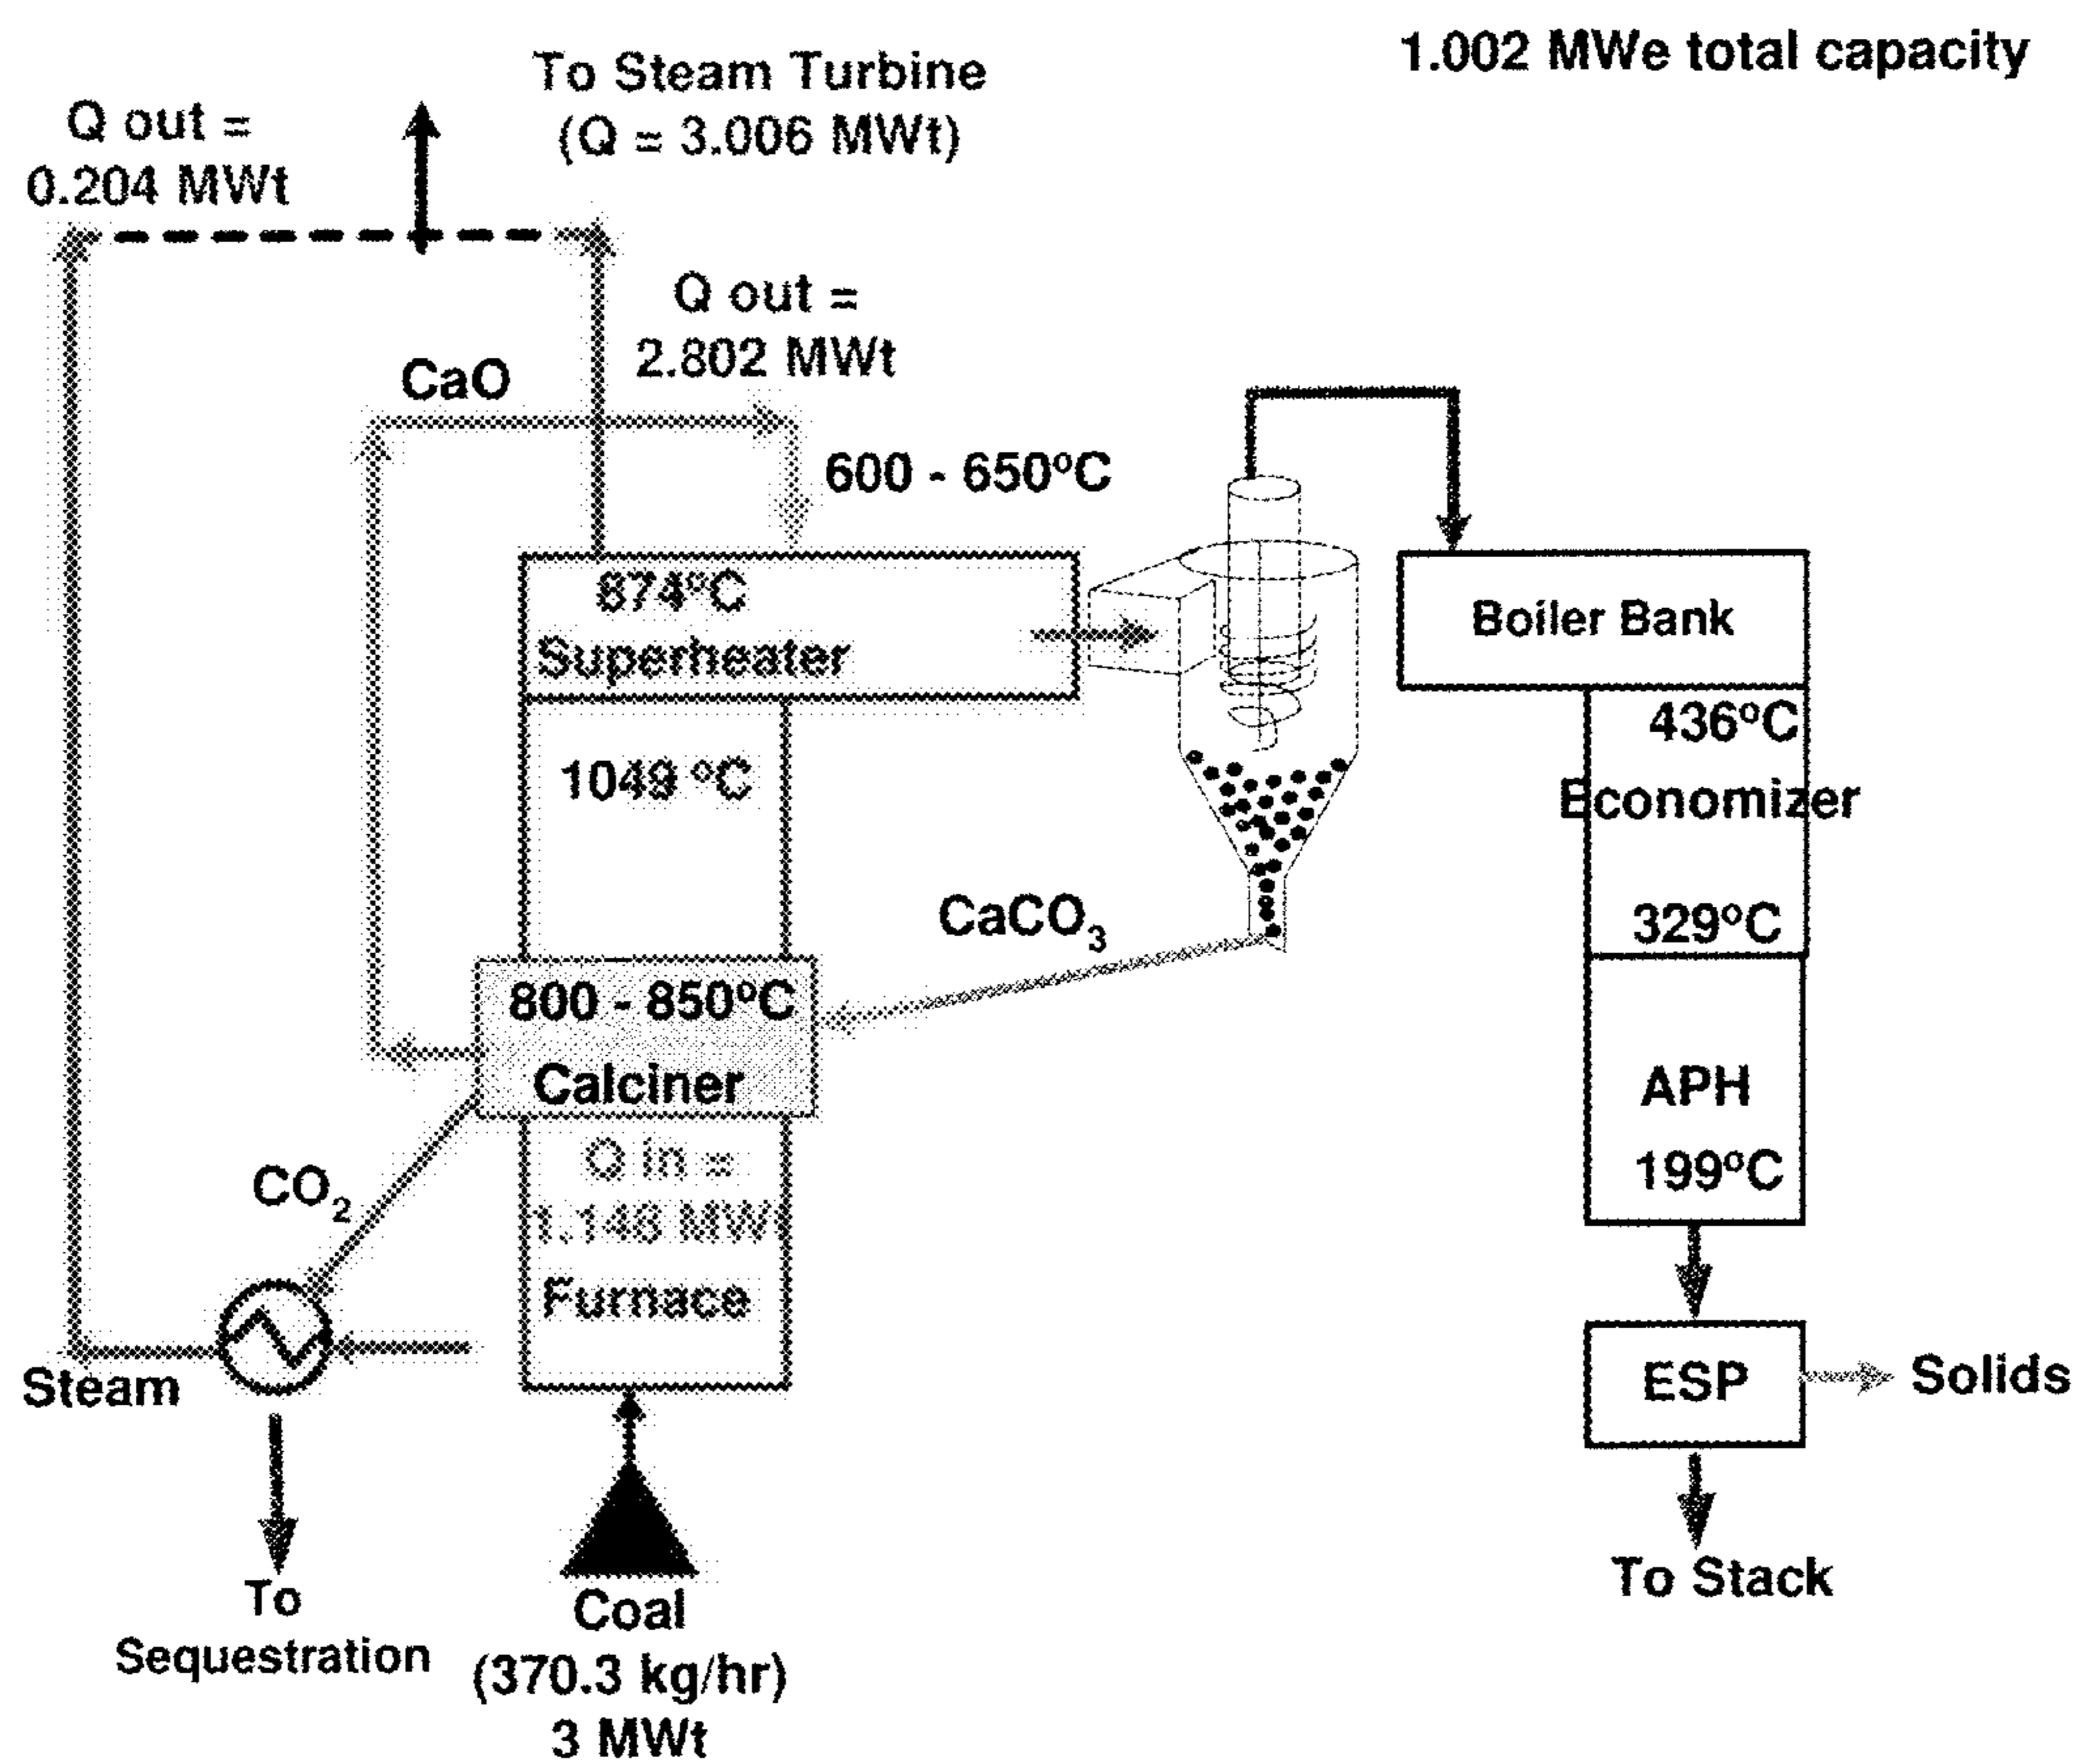 1.002 MWe total capacity
To Steam Turbine
(Q = 3.006 MWt)
Q out =
0.204 MWt
Q out =
2.802 MWt
CaO
600 - 650°C
874°C
Superheater
Boiler Bank
1049 °C
436°C
Economizer
329°C
CaCO₃
800 - 850°C
Calciner
APH
199°C
Q in =
Furnace
CO₂
Steam
ESP
Solids
To
Sequestration
Coal
(370.3 kg/hr)
3 MWt
To Stack